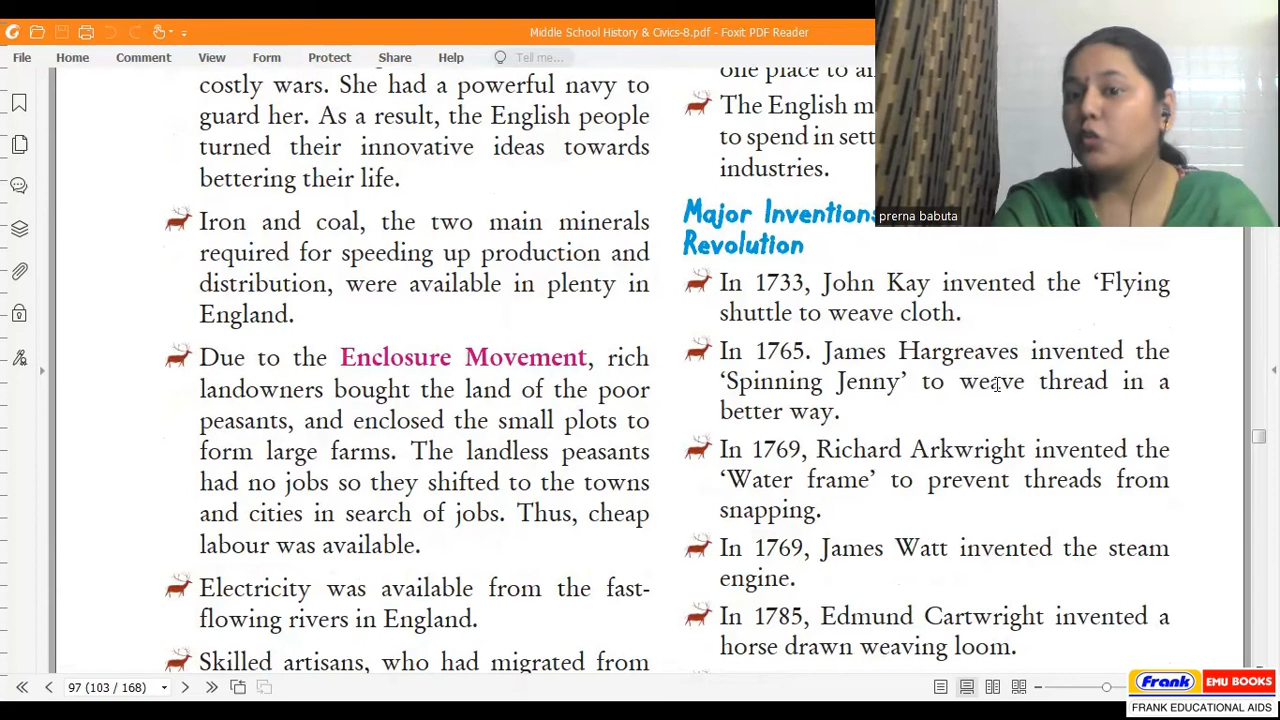 Middle School History & Civics-8.pdf - Foxit PDF Reader
File Home Comment View Form Protect Share Help Tell me...
costly wars. She had a powerful navy to
guard her. As a result, the English people
turned their innovative ideas towards
bettering their life.
Iron and coal, the two main minerals
required for speeding up production and
distribution, were available in plenty in
England.
Due to the Enclosure Movement, rich
landowners bought the land of the poor
peasants, and enclosed the small plots to
form large farms. The landless peasants
had no jobs so they shifted to the towns
and cities in search of jobs. Thus, cheap
labour was available.
Electricity was available from the fast-
flowing rivers in England.
Skilled artisans, who had migrated from
one place to
The English
to spend in
industries.
Major Inventions
Revolution
In 1733, John Kay invented the ‘Flying
shuttle to weave cloth.
In 1765. James Hargreaves invented the
‘Spinning Jenny’ to weave thread in a
better way.
In 1769, Richard Arkwright invented the
‘Water frame’ to prevent threads from
snapping.
In 1769, James Watt invented the steam
engine.
In 1785, Edmund Cartwright invented a
horse drawn weaving loom.
prerna babuta
97 (103 / 168)
Frank EMU BOOKS
FRANK EDUCATIONAL AIDS